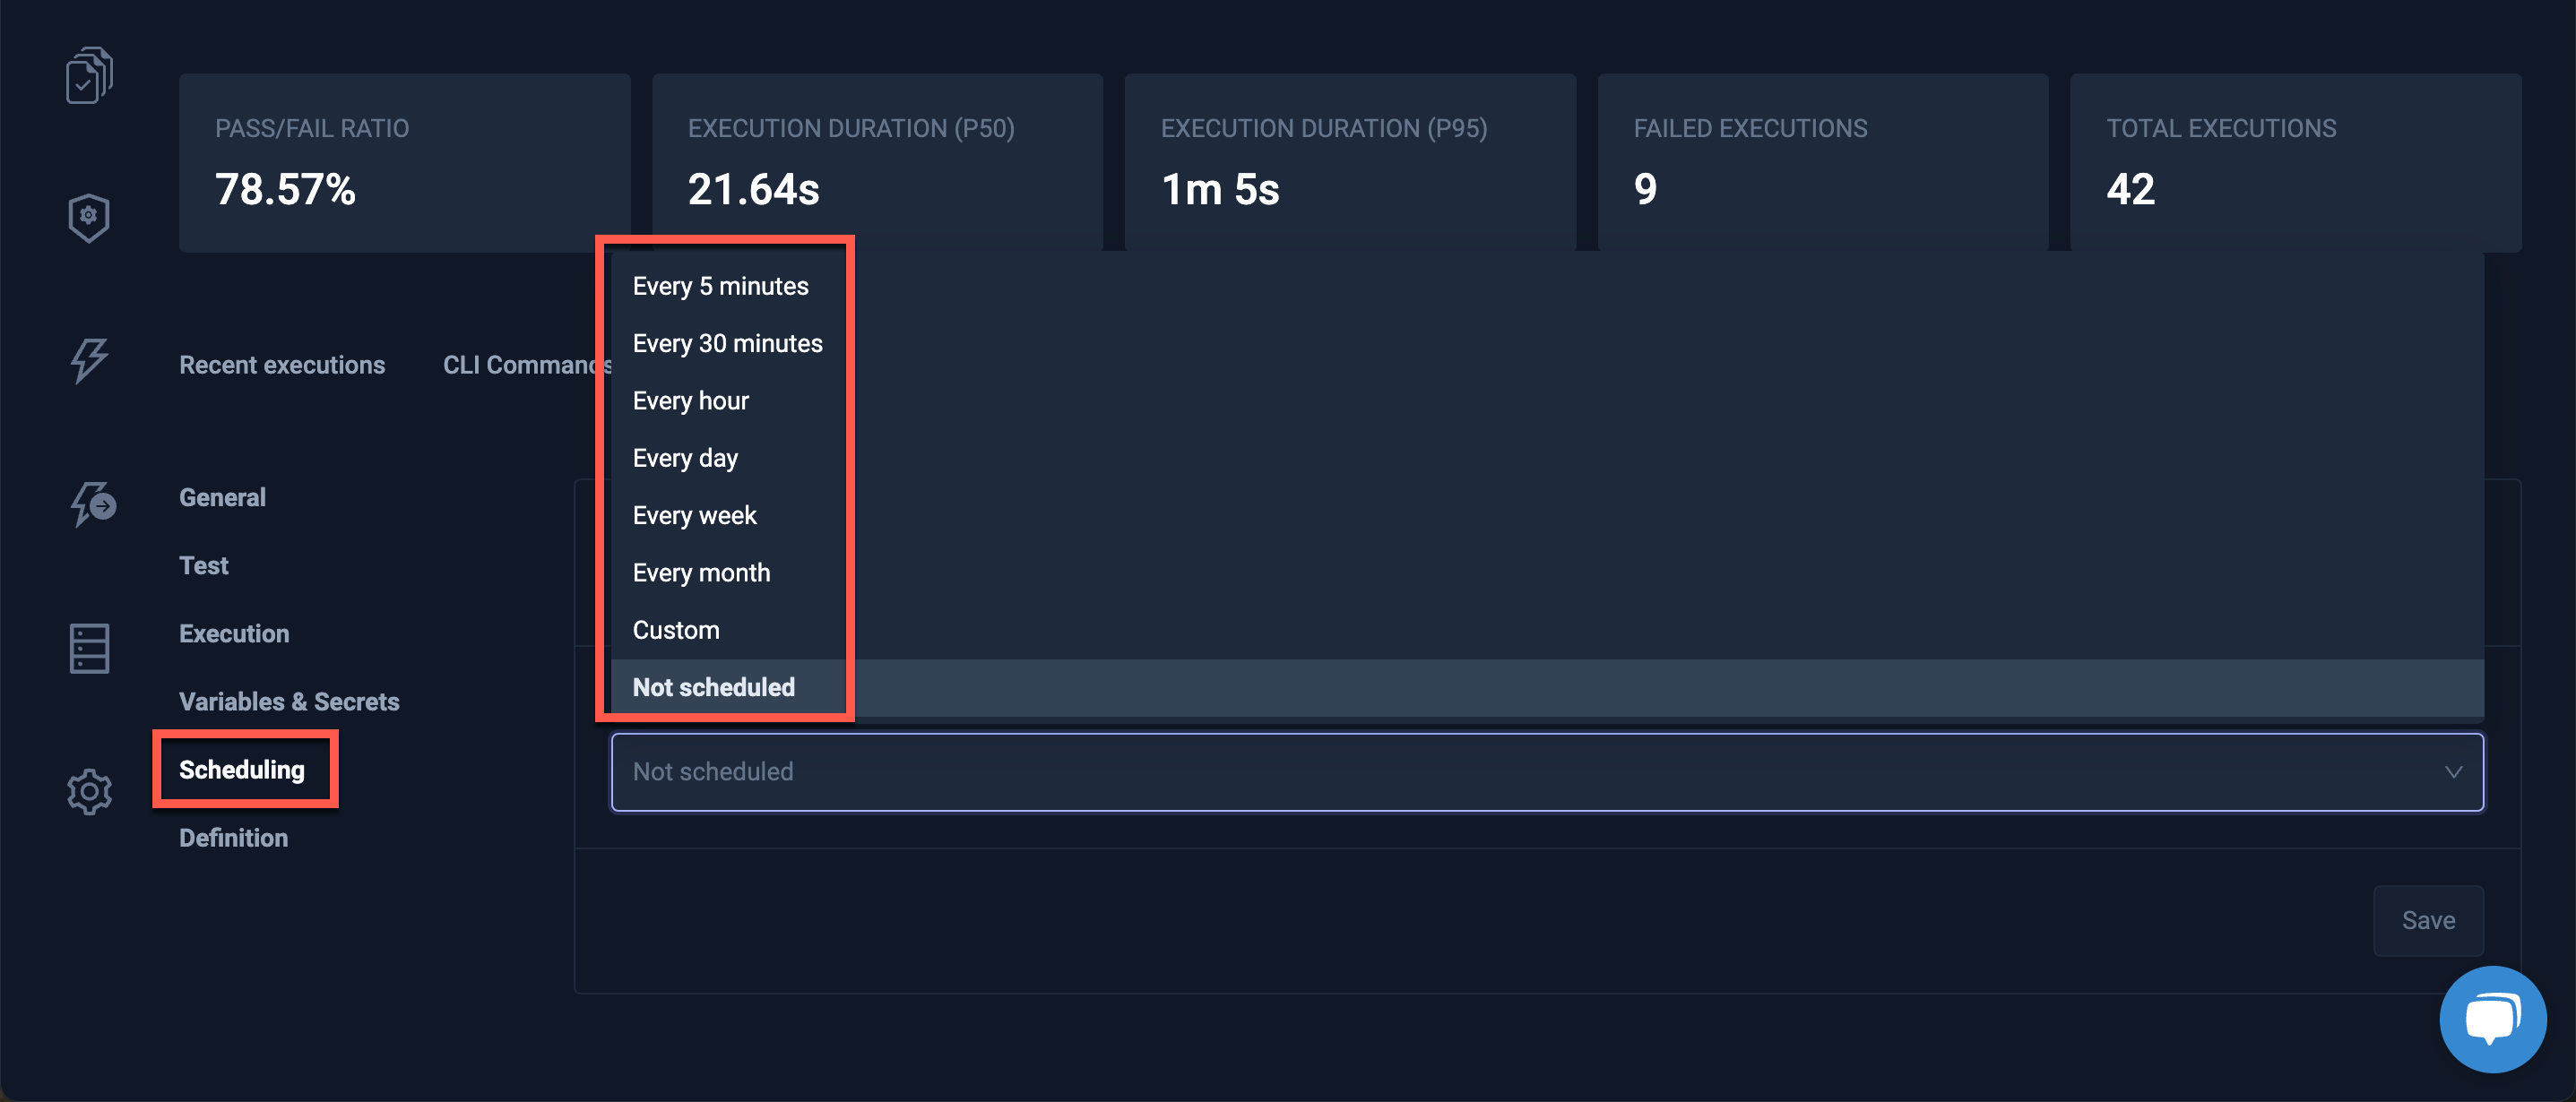 PASS/FAIL RATIO
78.57%
EXECUTION DURATION (P50)
21.64s
EXECUTION DURATION (P95)
1m 5s
FAILED EXECUTIONS
9
TOTAL EXECUTIONS
42
Recent executions
CLI Commands
General
Test
Execution
Variables & Secrets
Scheduling
Definition
Every 5 minutes
Every 30 minutes
Every hour
Every day
Every week
Every month
Custom
Not scheduled
Not scheduled
Save